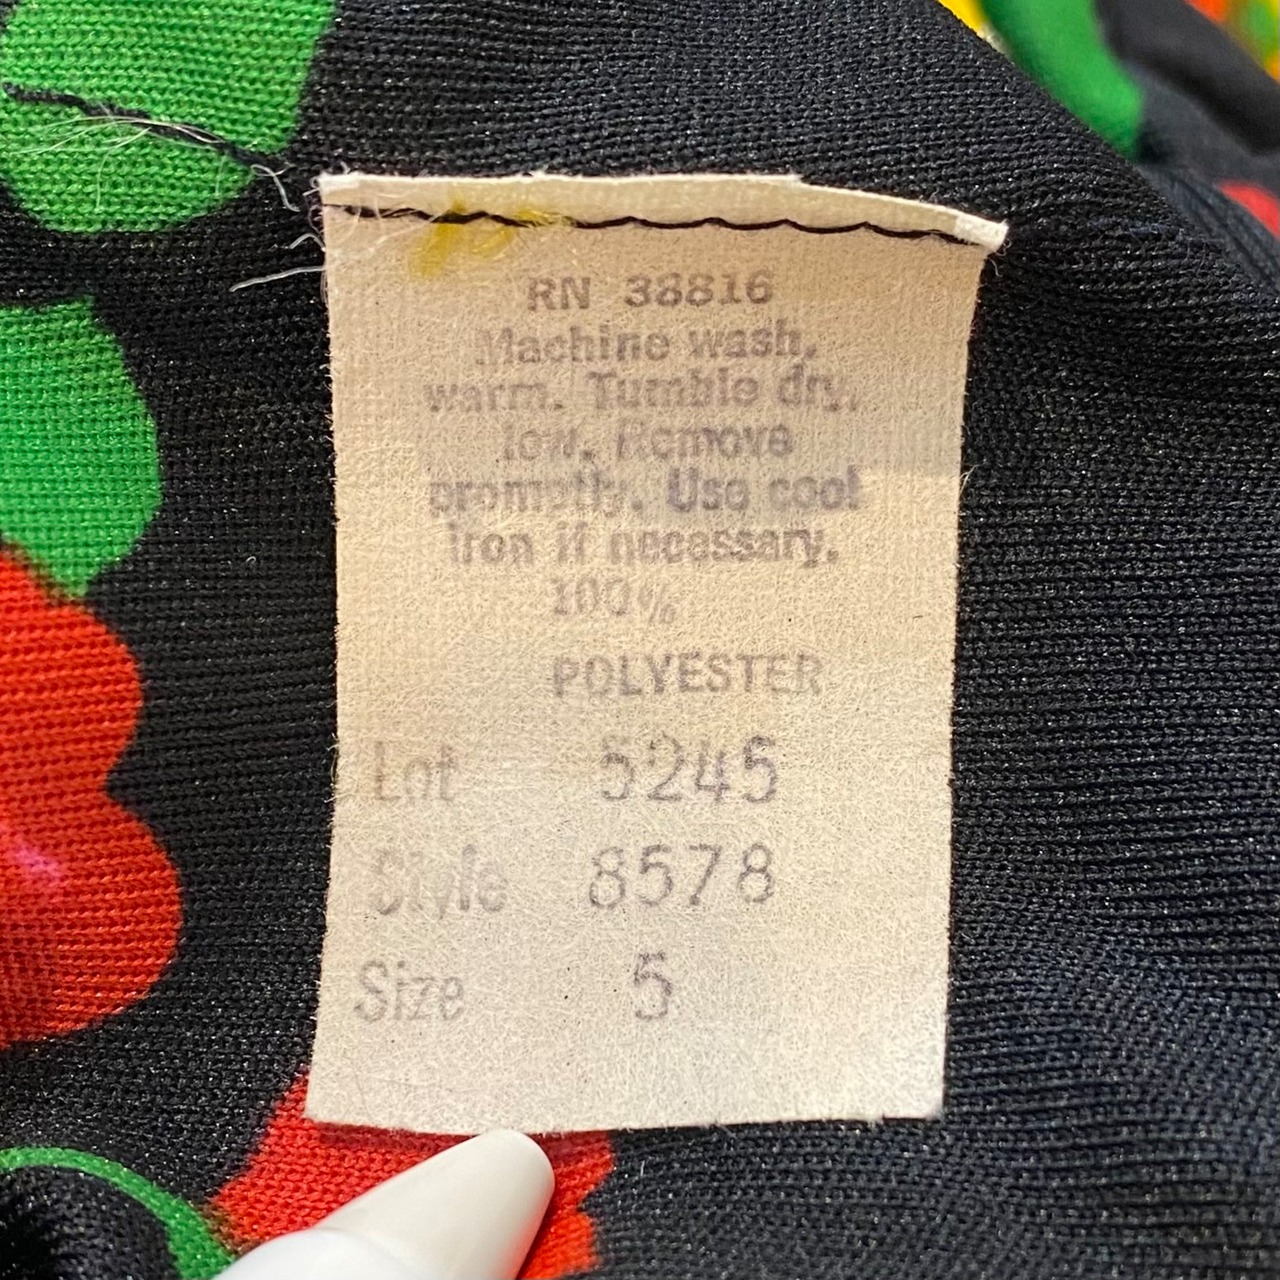 RN 38816
Machine wash,
warm. Tumble dry,
low. Remove
promptly. Use cool
iron if necessary.
100%
POLYESTER
Lot 5245
Style 8578
Size 5